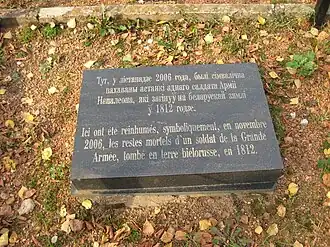 Тут, у лістападзе 2006 года, былі сімвалічна
пахаваны астанкі аднаго салдата Арміі
Напалеона, які загінуў на беларускай зямлі
ў 1812 годзе.
Ici ont eté reinhumés, symboliquement, en novembre
2006, les restes mortels d'un soldat de la Grande
Armee, tombé en terre biélorusse, en 1812.